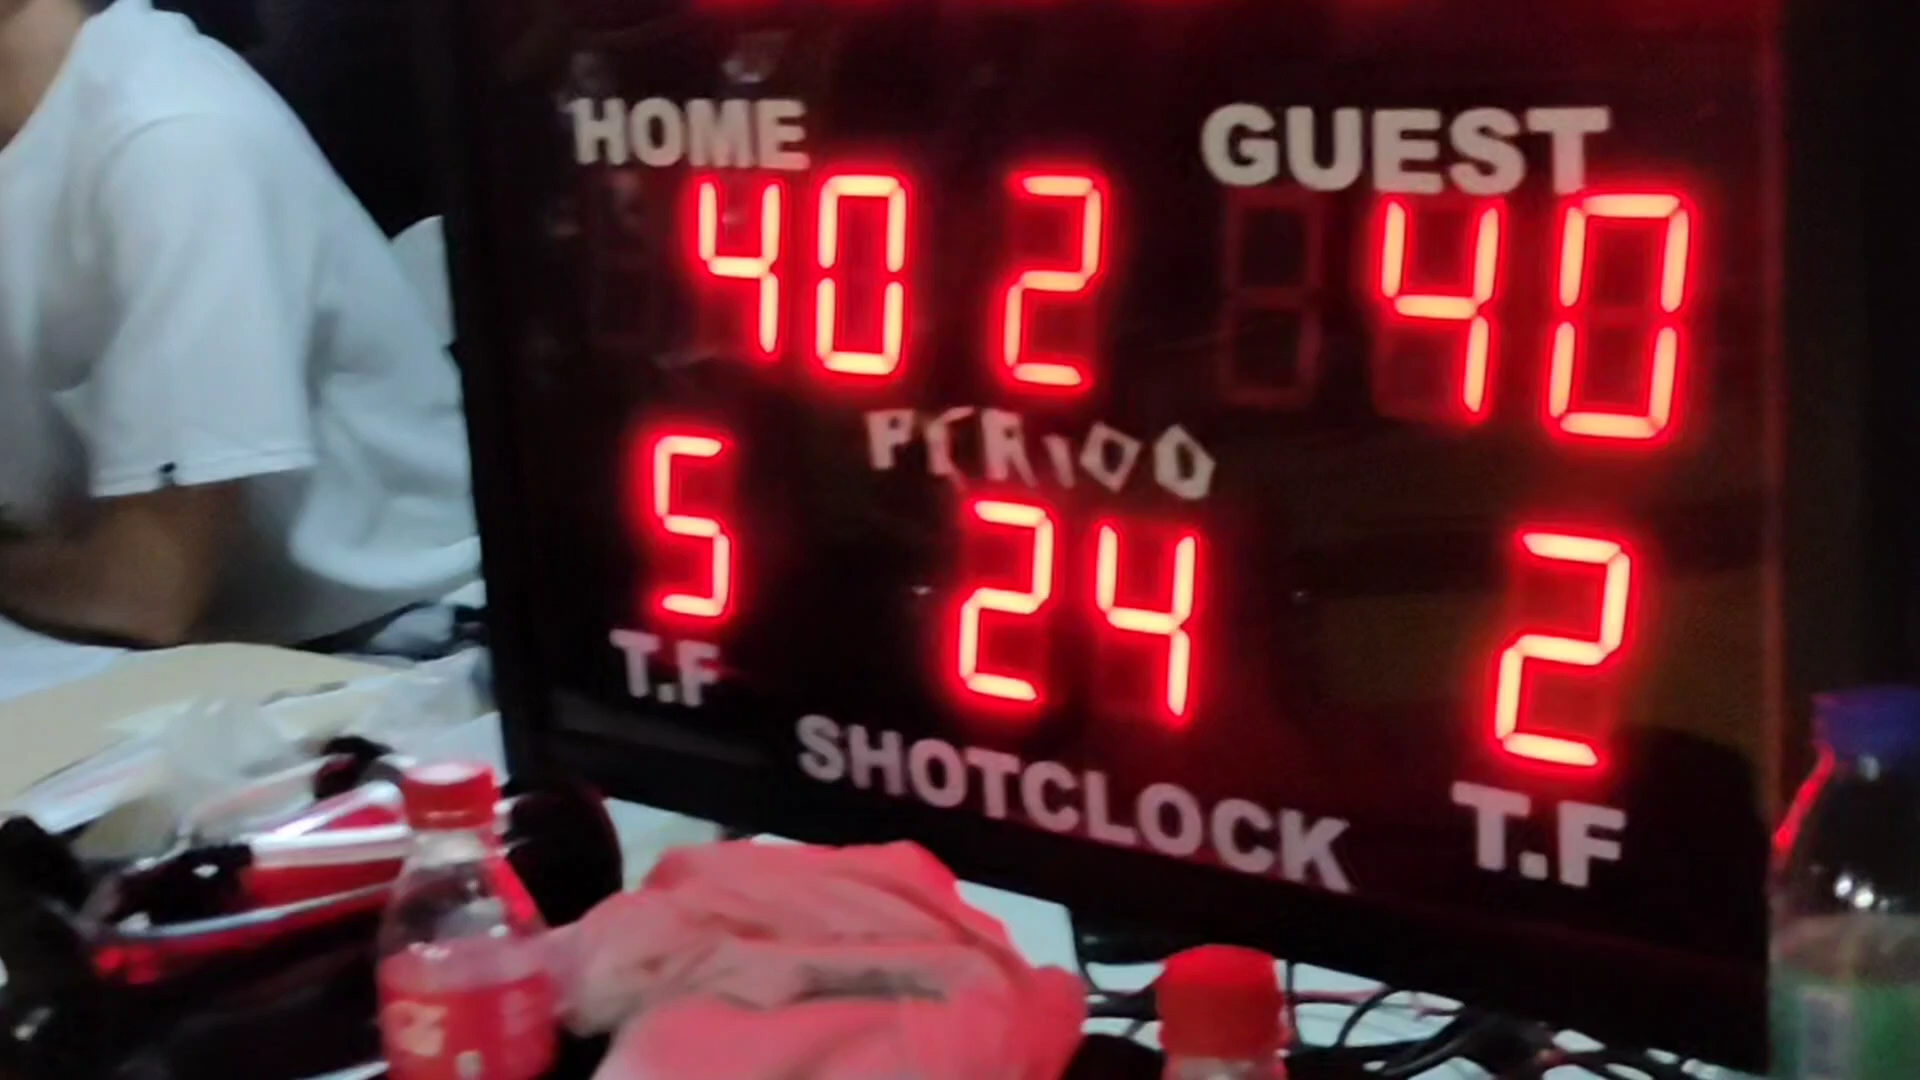 HOME GUEST
40 2 40
PERIOD
5 24 2
T.F SHOTCLOCK T.F